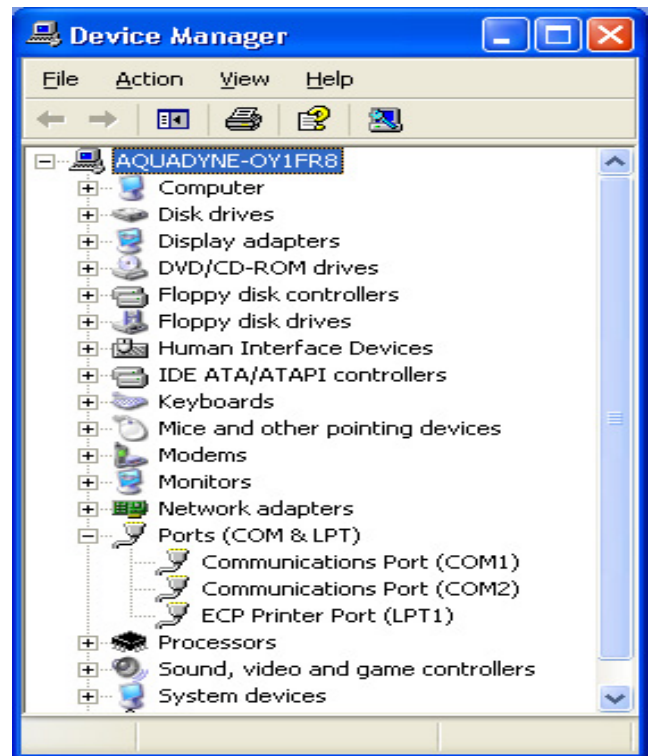 Device Manager
File Action View Help
AQUADYNE-OY1FR8
Computer
Disk drives
Display adapters
DVD/CD-ROM drives
Floppy disk controllers
Floppy disk drives
Human Interface Devices
IDE ATA/ATAPI controllers
Keyboards
Mice and other pointing devices
Modems
Monitors
Network adapters
Ports (COM & LPT)
Communications Port (COM1)
Communications Port (COM2)
ECP Printer Port (LPT1)
Processors
Sound, video and game controllers
System devices